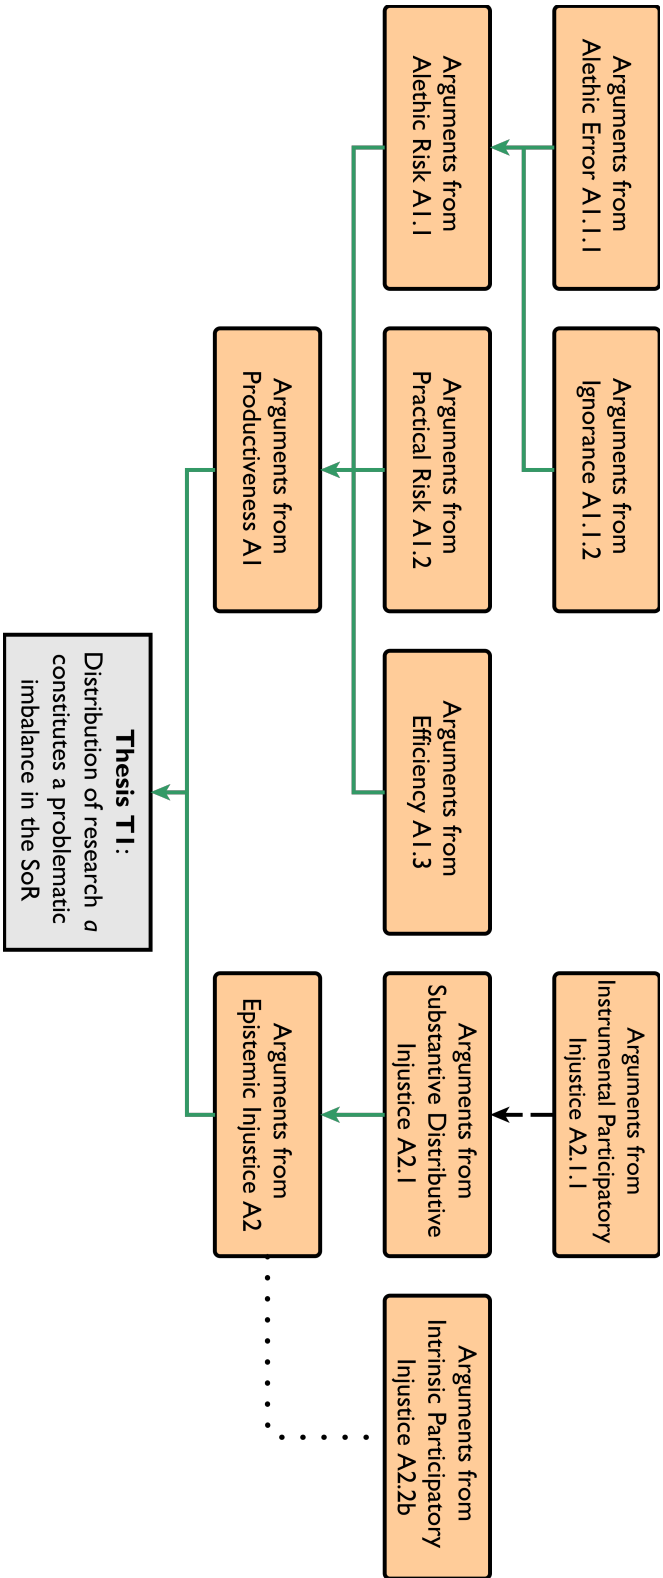 Arguments from
Alethic Error A1.1.1
Arguments from
Ignorance A1.1.2
Arguments from
Instrumental Participatory
Injustice A2.1.1
Arguments from
Alethic Risk A1.1
Arguments from
Practical Risk A1.2
Arguments from
Efficiency A1.3
Arguments from
Substantive Distributive
Injustice A2.1
Arguments from
Intrinsic Participatory
Injustice A2.2b
Arguments from
Productiveness A1
Arguments from
Epistemic Injustice A2
Thesis T1:
Distribution of research a
constitutes a problematic
imbalance in the SoR